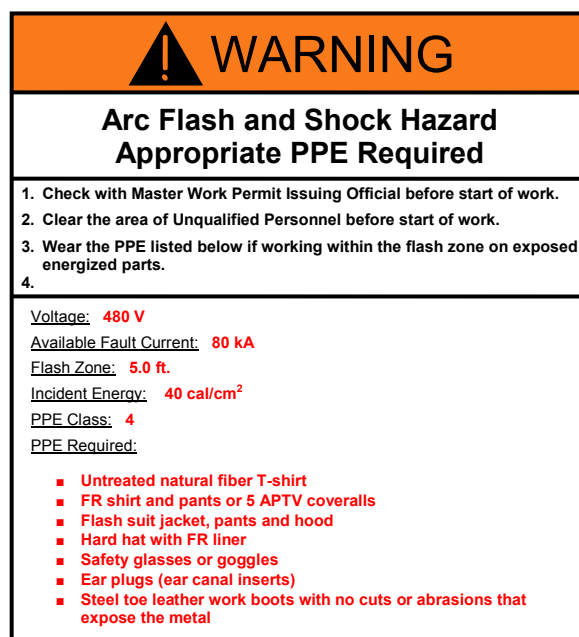 WARNING
Arc Flash and Shock Hazard
Appropriate PPE Required
1. Check with Master Work Permit Issuing Official before start of work.
2. Clear the area of Unqualified Personnel before start of work.
3. Wear the PPE listed below if working within the flash zone on exposed
energized parts.
4.
Voltage: 480 V
Available Fault Current: 80 kA
Flash Zone: 5.0 ft.
Incident Energy: 40 cal/cm²
PPE Class: 4
PPE Required:
■ Untreated natural fiber T-shirt
■ FR shirt and pants or 5 APTV coveralls
■ Flash suit jacket, pants and hood
■ Hard hat with FR liner
■ Safety glasses or goggles
■ Ear plugs (ear canal inserts)
■ Steel toe leather work boots with no cuts or abrasions that
expose the metal